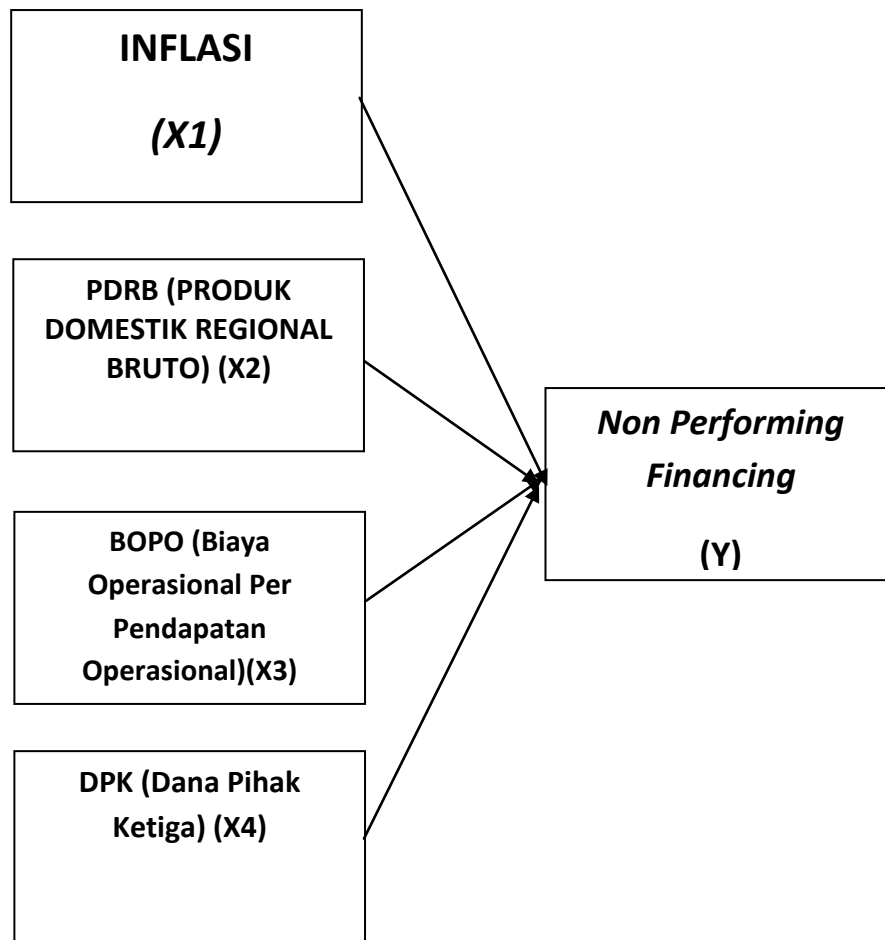 INFLASI
(X1)
PDRB (PRODUK
DOMESTIK REGIONAL
BRUTO) (X2)
BOPO (Biaya
Operasional Per
Pendapatan
Operasional)(X3)
DPK (Dana Pihak
Ketiga) (X4)
Non Performing
Financing
(Y)